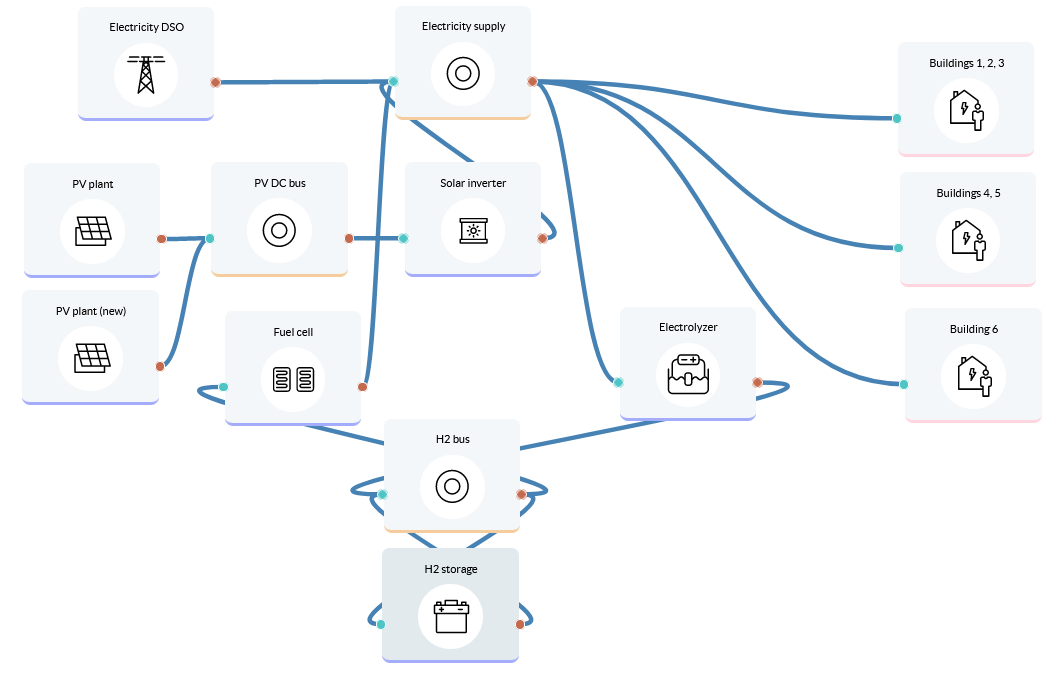 Electricity DSO
Electricity supply
Buildings 1, 2, 3
PV plant
PV DC bus
Solar inverter
Buildings 4, 5
PV plant (new)
Fuel cell
Electrolyzer
Building 6
H2 bus
H2 storage